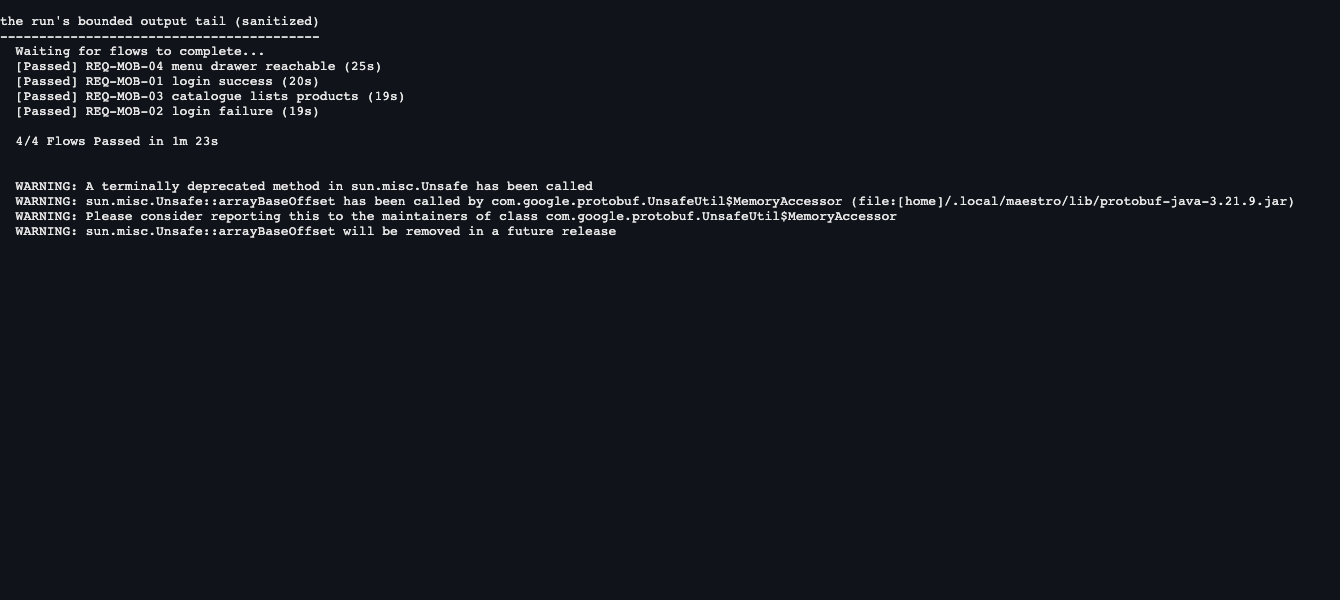 the run's bounded output tail (sanitized)
-----------------------------------------
Waiting for flows to complete...
[Passed] REQ-MOB-04 menu drawer reachable (25s)
[Passed] REQ-MOB-01 login success (20s)
[Passed] REQ-MOB-03 catalogue lists products (19s)
[Passed] REQ-MOB-02 login failure (19s)
4/4 Flows Passed in 1m 23s
WARNING: A terminally deprecated method in sun.misc.Unsafe has been called
WARNING: sun.misc.Unsafe::arrayBaseOffset has been called by com.google.protobuf.UnsafeUtil$MemoryAccessor (file:[home]/.local/maestro/lib/protobuf-java-3.21.9.jar)
WARNING: Please consider reporting this to the maintainers of class com.google.protobuf.UnsafeUtil$MemoryAccessor
WARNING: sun.misc.Unsafe::arrayBaseOffset will be removed in a future release